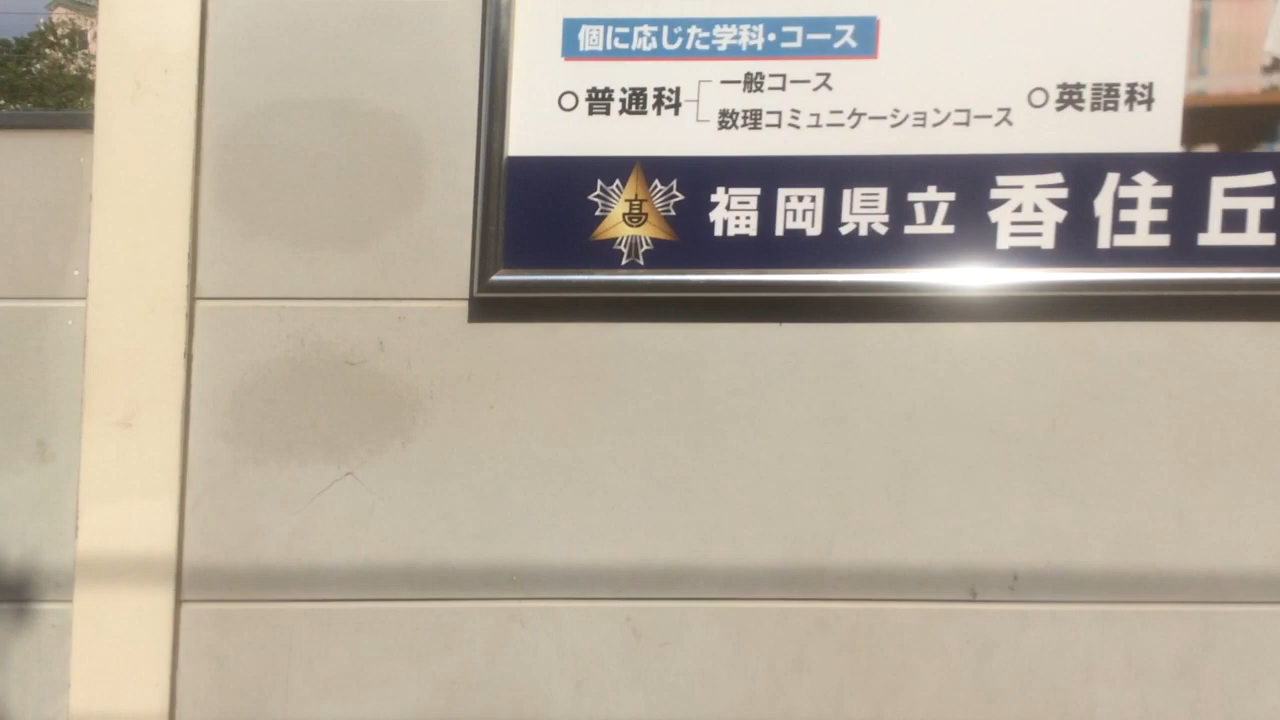 個に応じた学科・コース
○普通科 一般コース
数理コミュニケーションコース
○英語科
高
福岡県立 香住丘